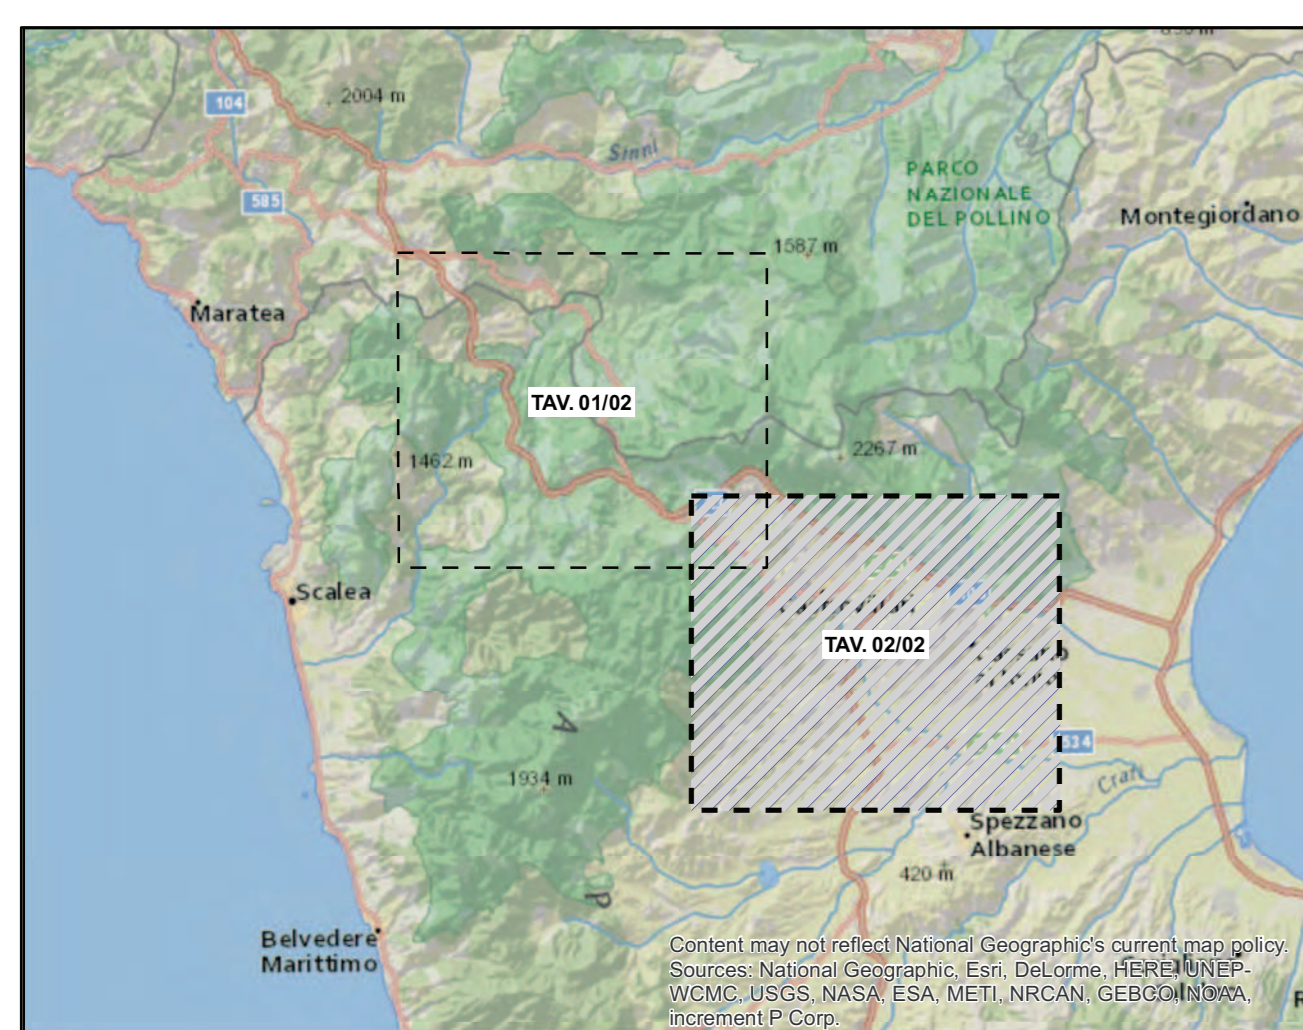 104
2004 m
Sinni
PARCO
NAZIONALE
DEL POLLINO
585
Montegiordano
1587 m
Maratea
TAV. 01/02
2267 m
1462 m
Scalea
TAV. 02/02
534
A
1934 m
Crati
Spezzano
Albanese
420 m
P
Belvedere
Marittimo
Content may not reflect National Geographic's current map policy.
Sources: National Geographic, Esri, DeLorme, HERE, UNEP-
WCMC, USGS, NASA, ESA, METI, NRCAN, GEBCO, NOAA,
increment P Corp.